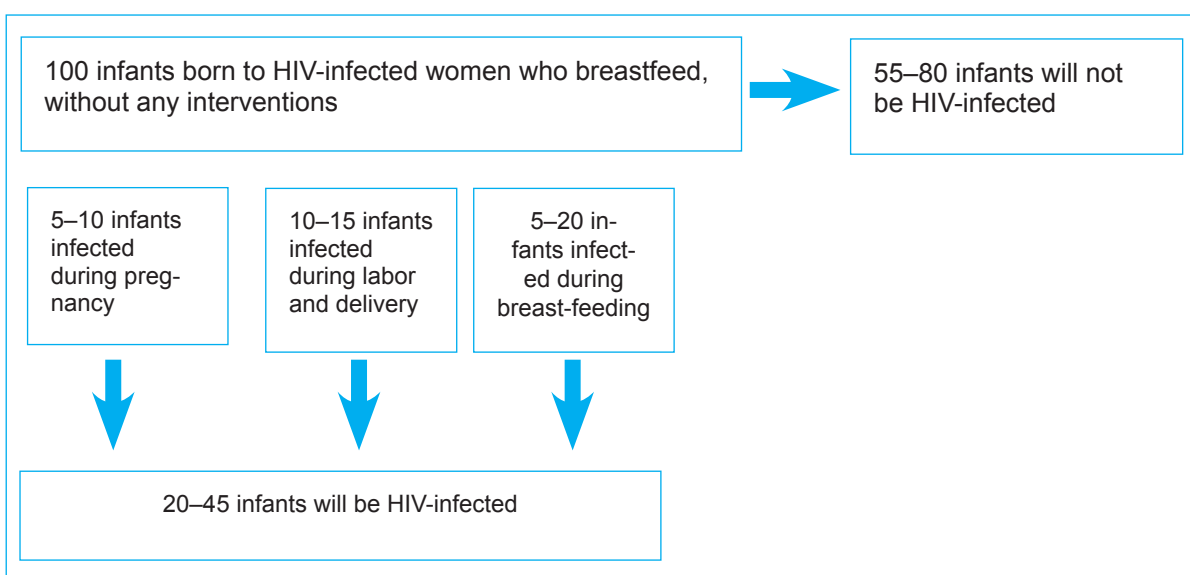 100 infants born to HIV-infected women who breastfeed,
without any interventions
55–80 infants will not
be HIV-infected
5–10 infants
infected
during preg-
nancy
10–15 infants
infected
during labor
and delivery
5–20 in-
fants infect-
ed during
breast-feeding
20–45 infants will be HIV-infected